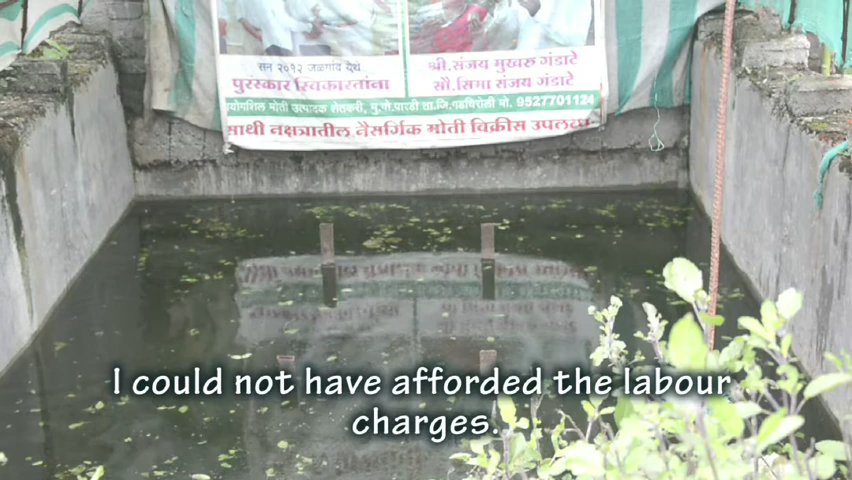 सन २०१२ जळगांव येथे
पुरस्कार स्विकारतांना
श्री.संजय मुखरु गंडाटे
सौ.सिमा संजय गंडाटे
प्रयोगशिल मोती उत्पादक शेतकरी, मु.पो.पारडी ता.जि.गडचिरोली मो. 9527701124
साठी नक्षत्रातील नैसर्गिक मोती विक्रीस उपलब्ध
I could not have afforded the labour
charges.